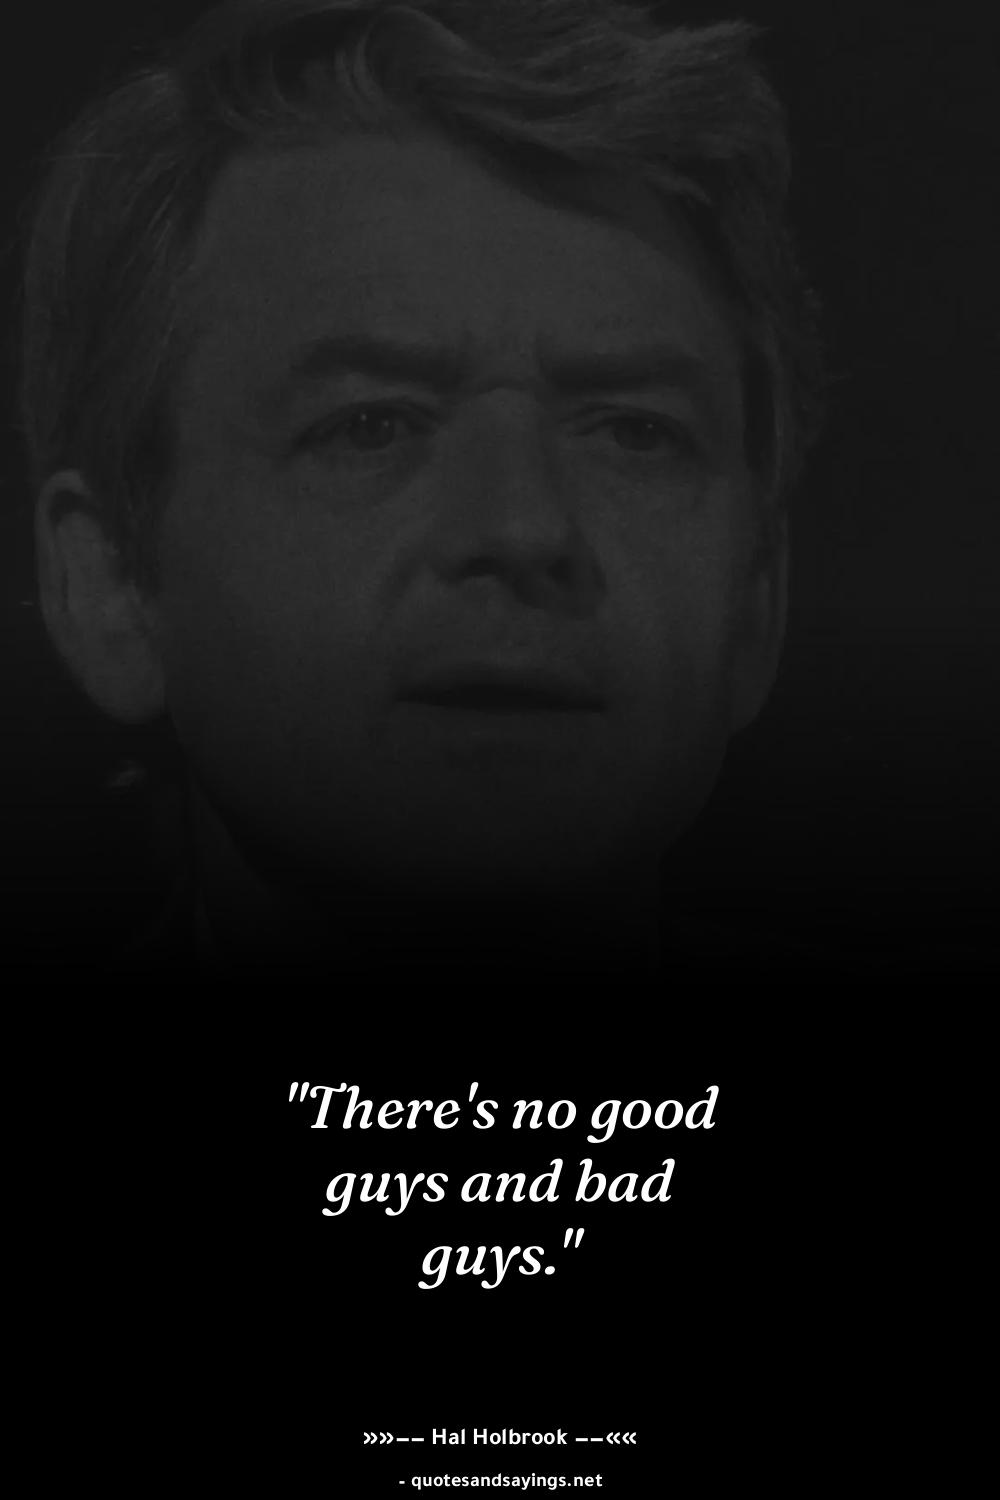 "There's no good
guys and bad
guys."
»»−− Hal Holbrook −−««
- quotesandsayings.net